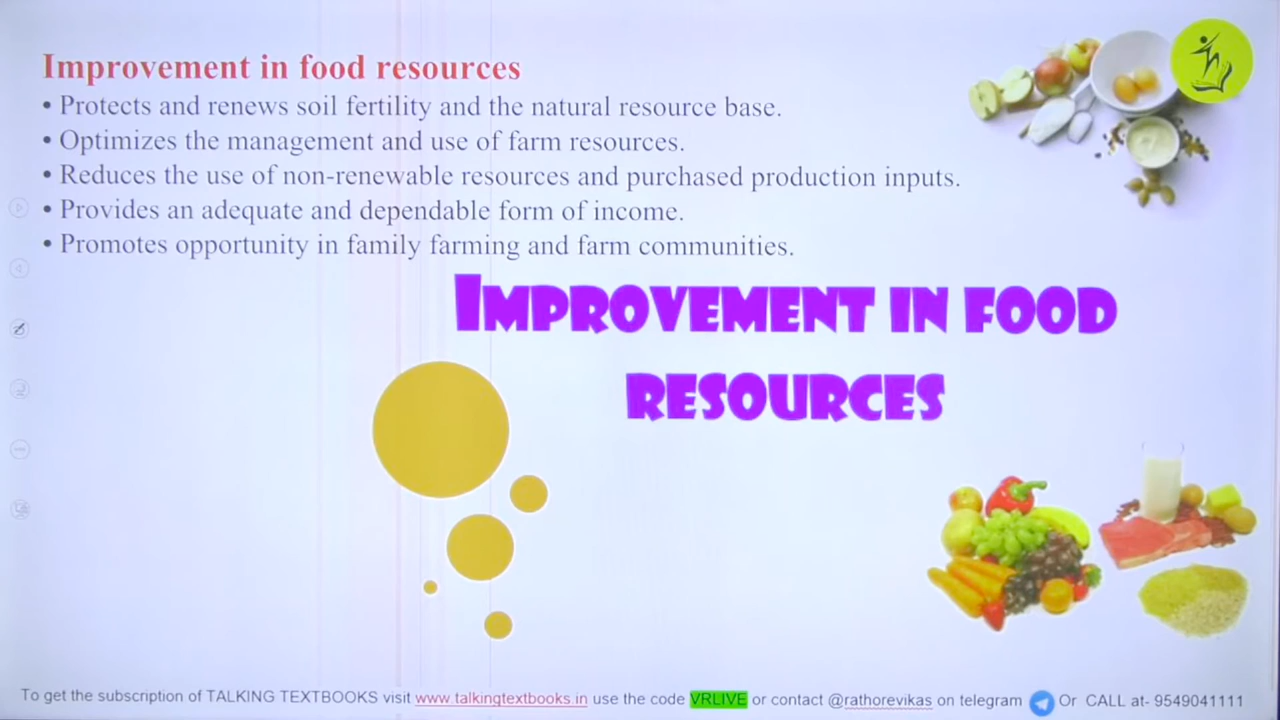 Improvement in food resources
• Protects and renews soil fertility and the natural resource base.
• Optimizes the management and use of farm resources.
• Reduces the use of non-renewable resources and purchased production inputs.
• Provides an adequate and dependable form of income.
• Promotes opportunity in family farming and farm communities.
IMPROVEMENT IN FOOD
RESOURCES
To get the subscription of TALKING TEXTBOOKS visit www.talkingtextbooks.in use the code VRLIVE or contact @rathorevikas on telegram Or CALL at- 9549041111